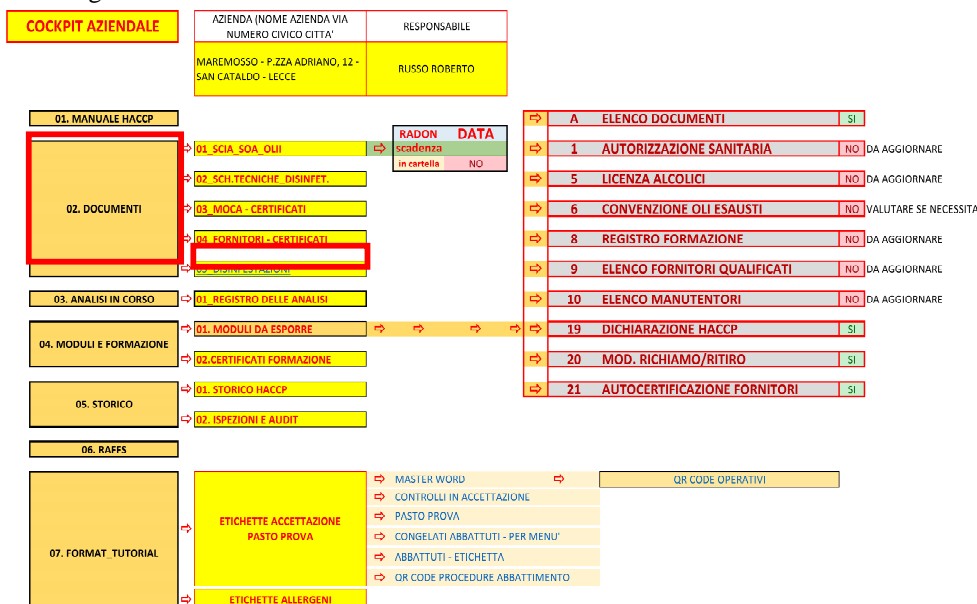 COCKPIT AZIENDALE
AZIENDA (NOME AZIENDA VIA
NUMERO CIVICO CITTA'
RESPONSABILE
MAREMOSSO - P.ZZA ADRIANO, 12 -
SAN CATALDO - LECCE
RUSSO ROBERTO
01. MANUALE HACCP
A ELENCO DOCUMENTI SI
RADON DATA
01_SCIA_SOA_OLII
scadenza
1 AUTORIZZAZIONE SANITARIA NO DA AGGIORNARE
in cartella NO
02_SCH.TECNICHE_DISINFET.
5 LICENZA ALCOLICI NO DA AGGIORNARE
02. DOCUMENTI
03_MOCA - CERTIFICATI
6 CONVENZIONE OLI ESAUSTI NO VALUTARE SE NECESSITA
04_FORNITORI - CERTIFICATI
8 REGISTRO FORMAZIONE NO DA AGGIORNARE
05-DISINFESTAZIONI
9 ELENCO FORNITORI QUALIFICATI NO DA AGGIORNARE
03. ANALISI IN CORSO
01_REGISTRO DELLE ANALISI
10 ELENCO MANUTENTORI NO DA AGGIORNARE
04. MODULI E FORMAZIONE
01. MODULI DA ESPORRE
19 DICHIARAZIONE HACCP SI
02.CERTIFICATI FORMAZIONE
20 MOD. RICHIAMO/RITIRO SI
05. STORICO
01. STORICO HACCP
21 AUTOCERTIFICAZIONE FORNITORI SI
02. ISPEZIONI E AUDIT
06. RAFFS
07. FORMAT_TUTORIAL
ETICHETTE ACCETTAZIONE
PASTO PROVA
MASTER WORD
QR CODE OPERATIVI
CONTROLLI IN ACCETTAZIONE
PASTO PROVA
CONGELATI ABBATTUTI - PER MENU'
ABBATTUTI - ETICHETTA
QR CODE PROCEDURE ABBATTIMENTO
ETICHETTE ALLERGENI